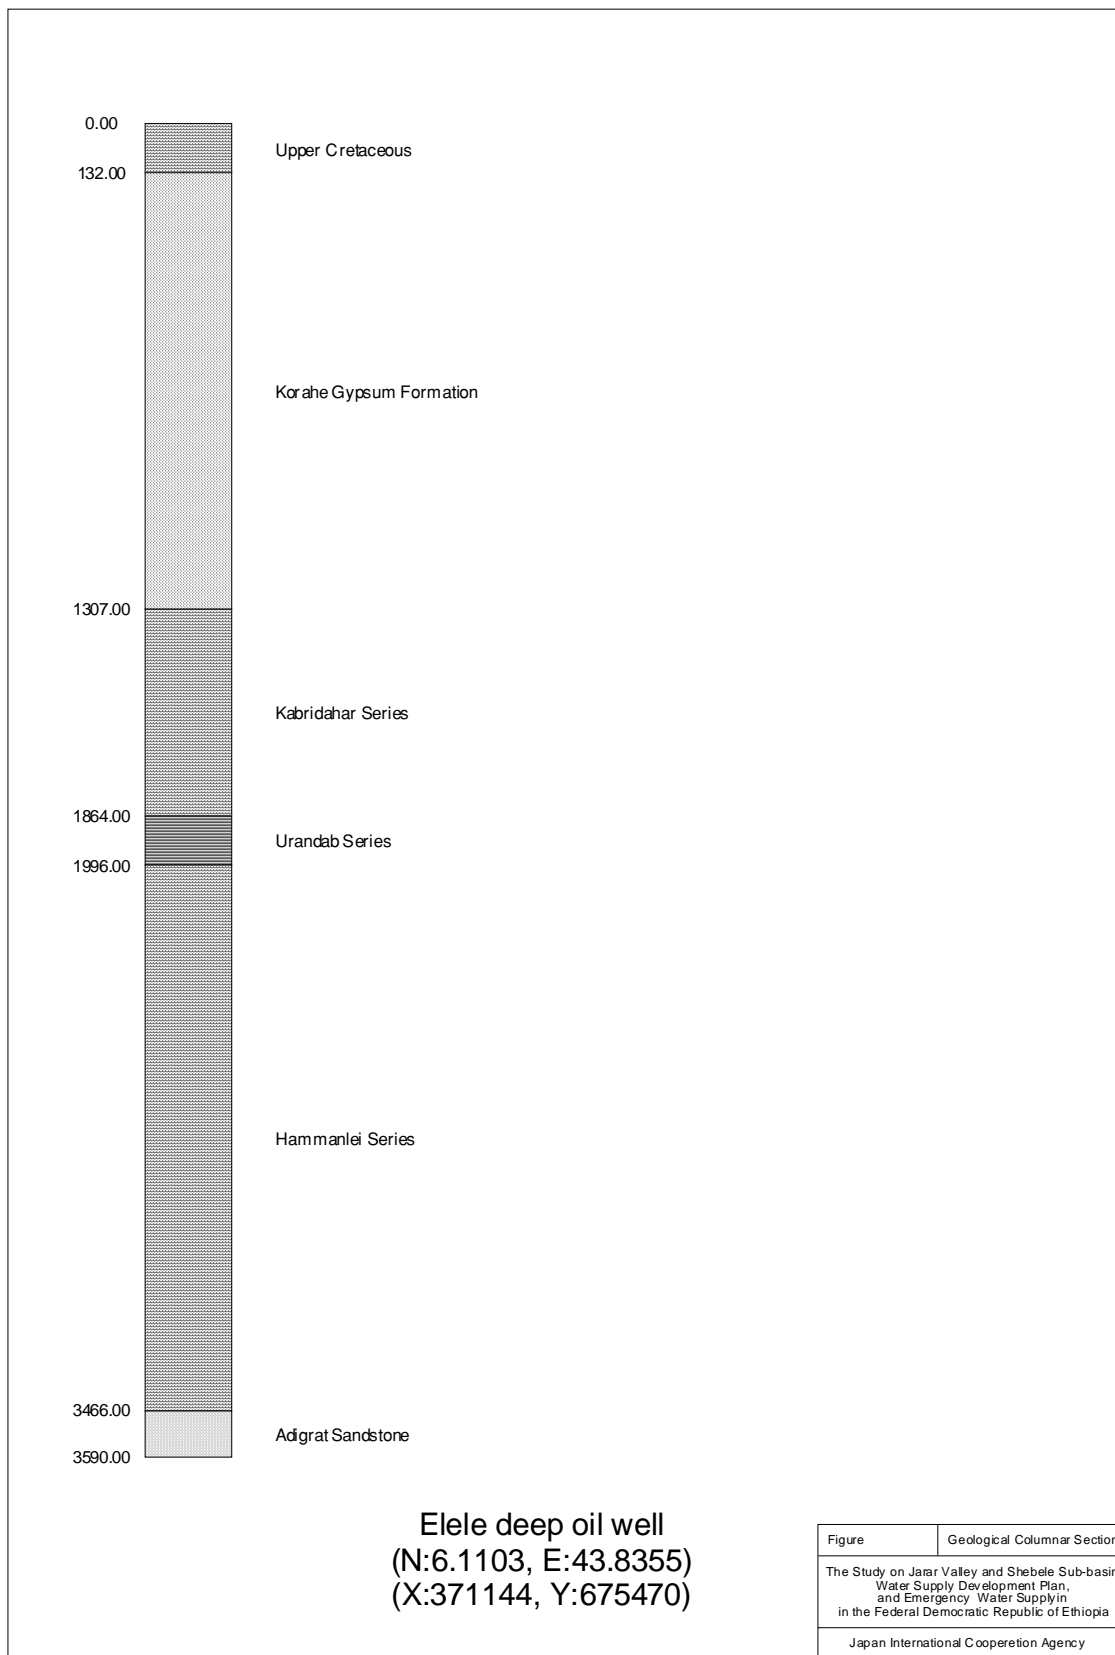 0.00
Upper Cretaceous
132.00
Korahe Gypsum Formation
1307.00
Kabridahar Series
1864.00
Urandab Series
1996.00
Hammanlei Series
3466.00
Adigrat Sandstone
3590.00
Elele deep oil well
(N:6.1103, E:43.8355)
(X:371144, Y:675470)
Figure
Geological Columnar Section
The Study on Jarar Valley and Shebele Sub-basin
Water Supply Development Plan,
and Emergency Water Supplyin
in the Federal Democratic Republic of Ethiopia
Japan International Cooperetion Agency